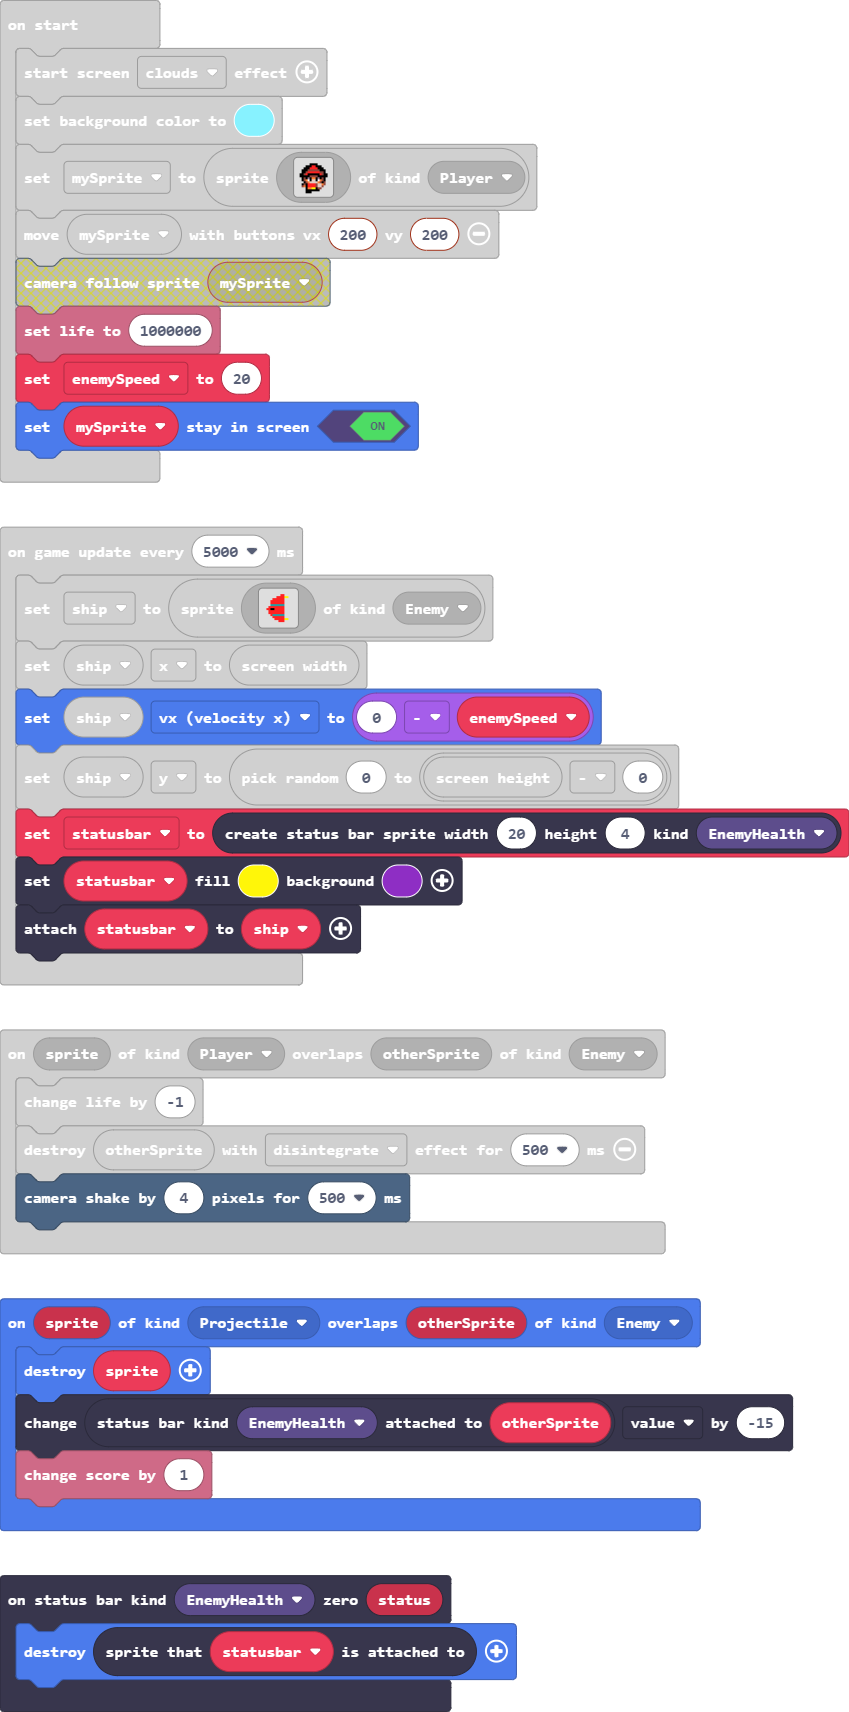 on start
start screen clouds effect
set background color to
set mySprite to sprite of kind Player
move mySprite with buttons vx 200 vy 200
camera follow sprite mySprite
set life to 1000000
set enemySpeed to 20
set mySprite stay in screen ON
on game update every 5000 ms
set ship to sprite of kind Enemy
set ship x to screen width
set ship vx (velocity x) to 0 - enemySpeed
set ship y to pick random 0 to screen height - 0
set statusbar to create status bar sprite width 20 height 4 kind EnemyHealth
set statusbar fill background
attach statusbar to ship
on sprite of kind Player overlaps otherSprite of kind Enemy
change life by -1
destroy otherSprite with disintegrate effect for 500 ms
camera shake by 4 pixels for 500 ms
on sprite of kind Projectile overlaps otherSprite of kind Enemy
destroy sprite
change status bar kind EnemyHealth attached to otherSprite value by -15
change score by 1
on status bar kind EnemyHealth zero status
destroy sprite that statusbar is attached to